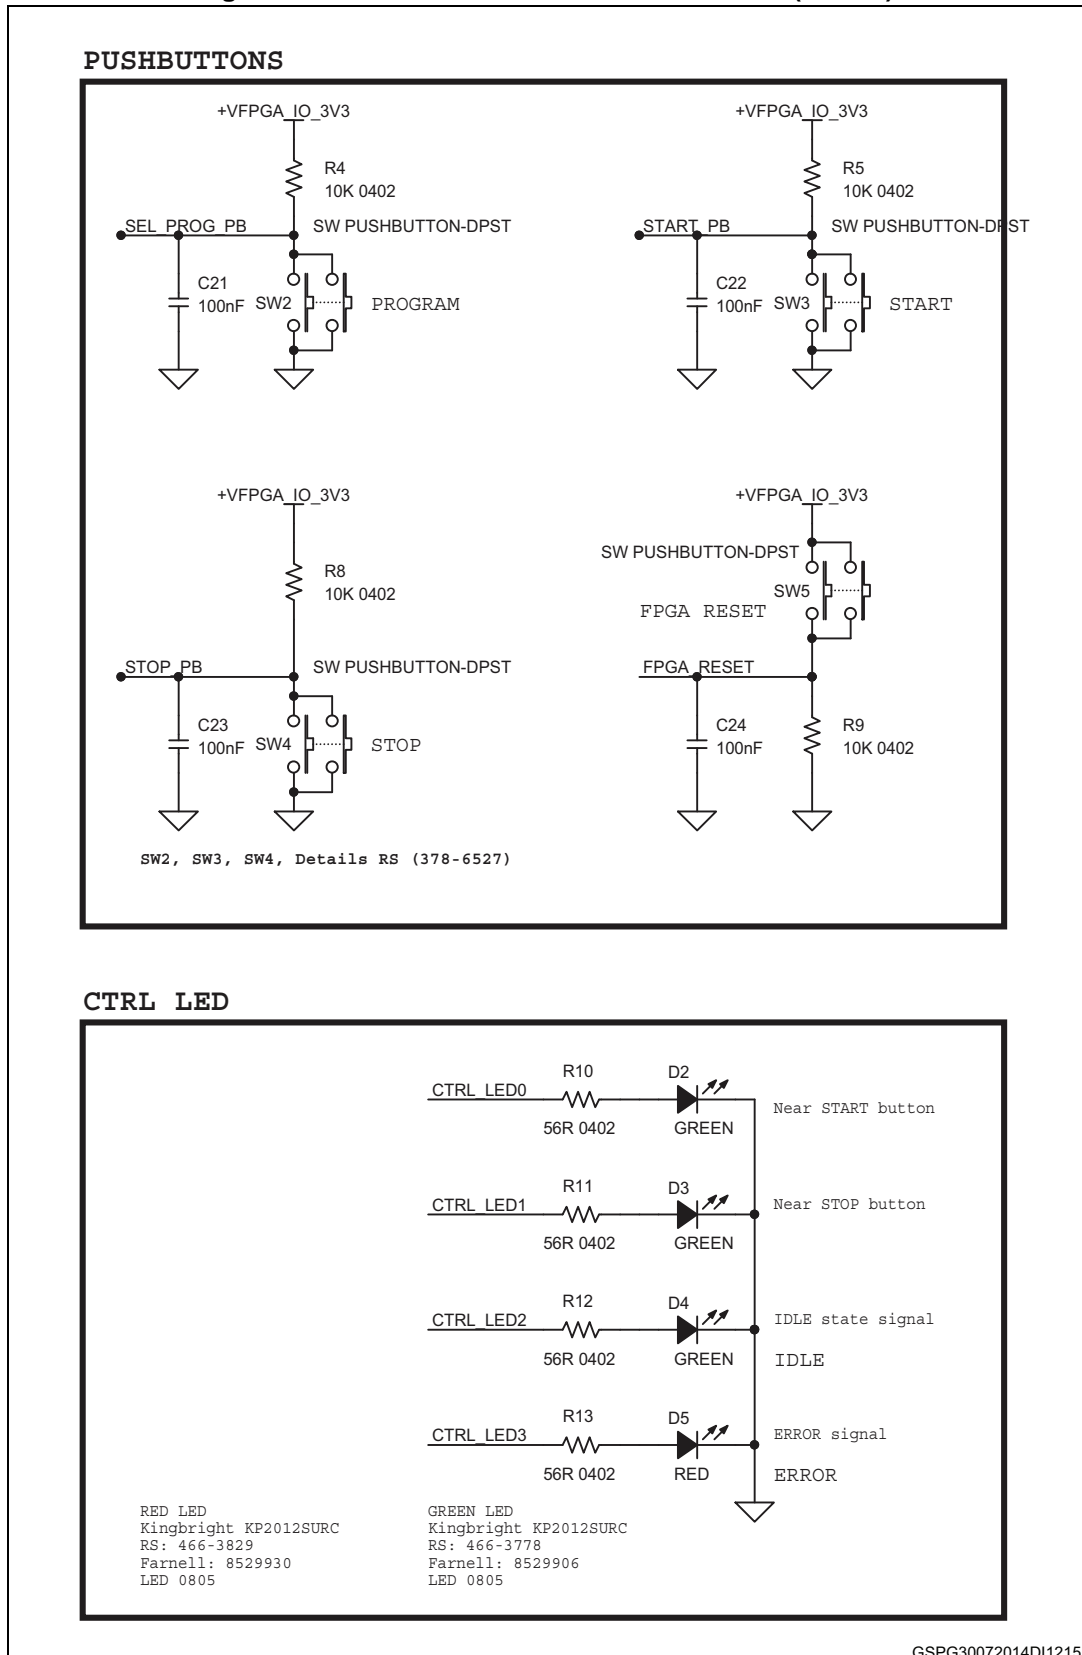 PUSHBUTTONS
+VFPGA_IO_3V3
R4
10K 0402
SEL_PROG_PB
SW PUSHBUTTON-DPST
C21
100nF
SW2
PROGRAM
+VFPGA_IO_3V3
R5
10K 0402
START_PB
SW PUSHBUTTON-DPST
C22
100nF
SW3
START
+VFPGA_IO_3V3
R8
10K 0402
STOP_PB
SW PUSHBUTTON-DPST
C23
100nF
SW4
STOP
+VFPGA_IO_3V3
SW PUSHBUTTON-DPST
SW5
FPGA RESET
FPGA_RESET
C24
100nF
R9
10K 0402
SW2, SW3, SW4, Details RS (378-6527)
CTRL LED
CTRL_LED0
R10
56R 0402
D2
GREEN
Near START button
CTRL_LED1
R11
56R 0402
D3
GREEN
Near STOP button
CTRL_LED2
R12
56R 0402
D4
GREEN
IDLE state signal
IDLE
CTRL_LED3
R13
56R 0402
D5
RED
ERROR signal
ERROR
RED LED
Kingbright KP2012SURC
RS: 466-3829
Farnell: 8529930
LED 0805
GREEN LED
Kingbright KP2012SURC
RS: 466-3778
Farnell: 8529906
LED 0805
GSPG30072014DI1215